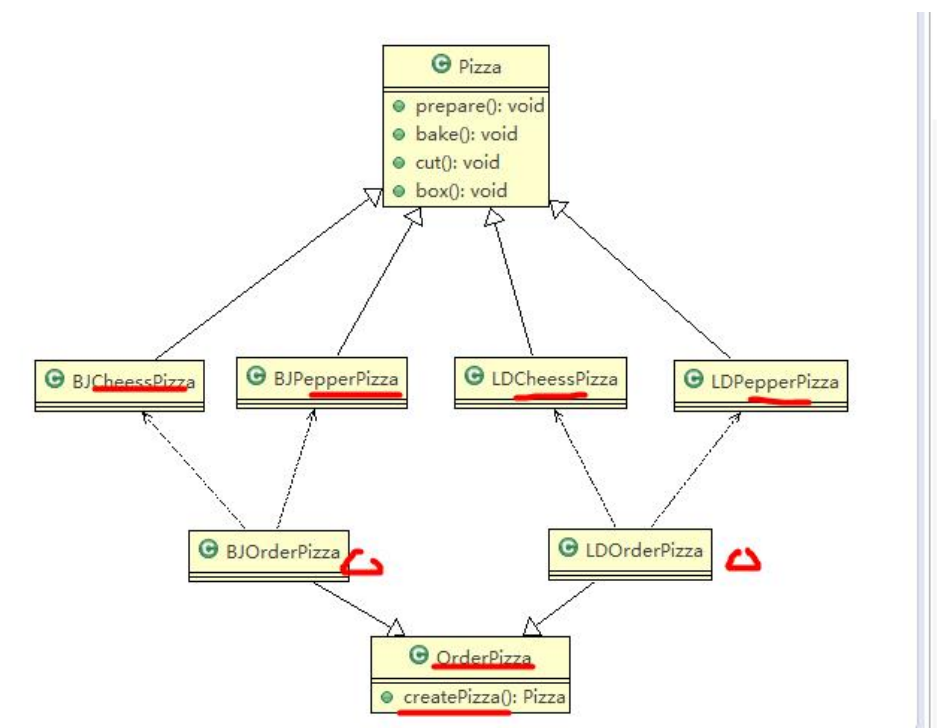 Pizza
prepare(): void
bake(): void
cut(): void
box(): void
BJCheessPizza
BJPepperPizza
LDCheessPizza
LDPepperPizza
BJOrderPizza
LDOrderPizza
OrderPizza
createPizza(): Pizza